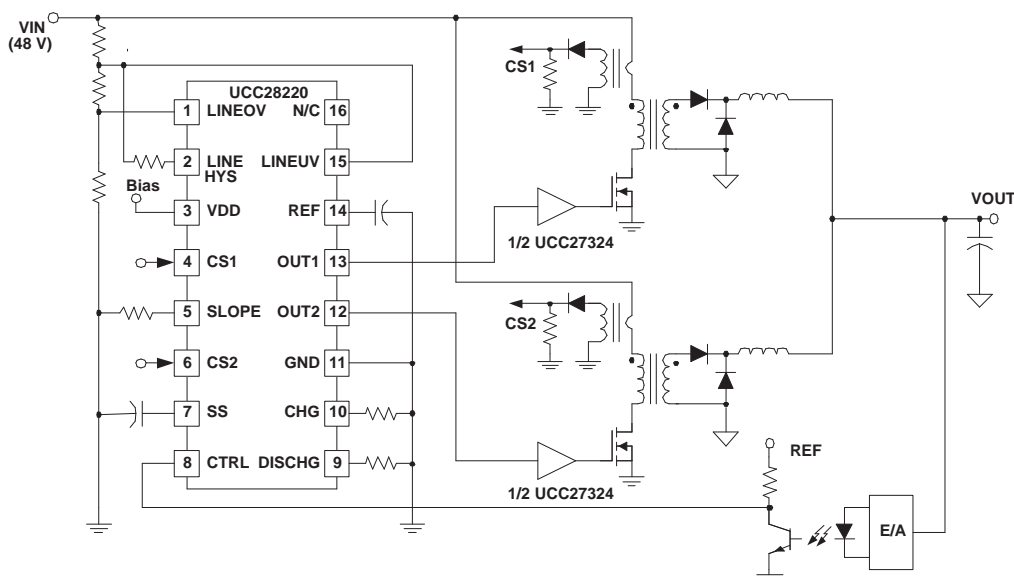 VIN
(48 V)
UCC28220
1 LINEOV N/C 16
2 LINE HYS LINEUV 15
Bias
3 VDD REF 14
4 CS1 OUT1 13
5 SLOPE OUT2 12
6 CS2 GND 11
7 SS CHG 10
8 CTRL DISCHG 9
CS1
1/2 UCC27324
CS2
1/2 UCC27324
VOUT
REF
E/A